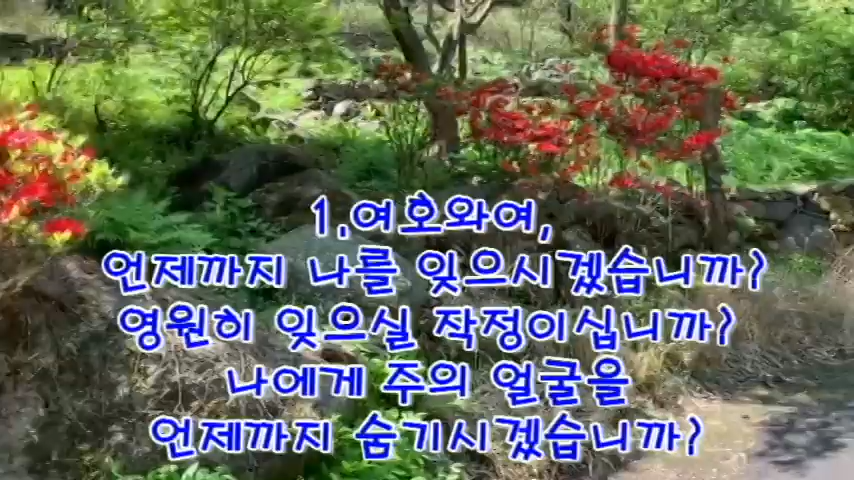 1.여호와여,
언제까지 나를 잊으시겠습니까?
영원히 잊으실 작정이십니까?
나에게 주의 얼굴을
언제까지 숨기시겠습니까?